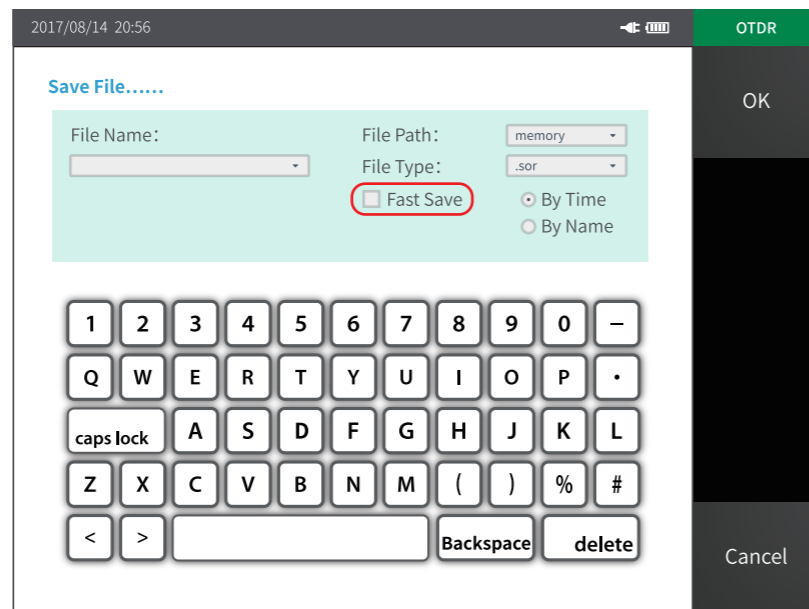 2017/08/14 20:56
OTDR
Save File……
OK
File Name：
File Path：
memory
File Type：
.sor
Fast Save
By Time
By Name
1 2 3 4 5 6 7 8 9 0 –
Q W E R T Y U I O P ·
caps lock A S D F G H J K L
Z X C V B N M ( ) % #
< > Backspace delete
Cancel